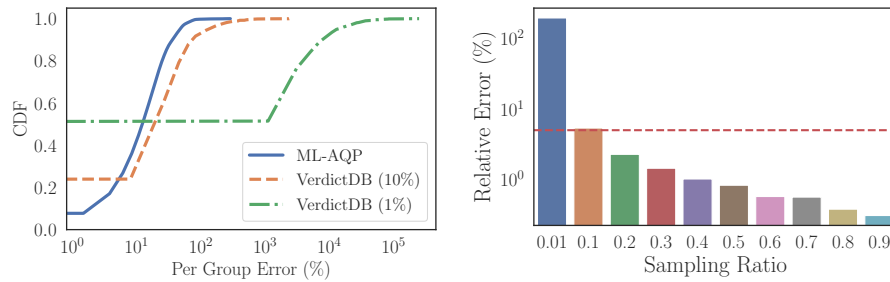 1.0
0.8
0.6
0.4
0.2
0.0
CDF
ML-AQP
VerdictDB (10%)
VerdictDB (1%)
10^0 10^1 10^2 10^3 10^4 10^5
Per Group Error (%)
10^2
10^1
10^0
Relative Error (%)
0.01 0.1 0.2 0.3 0.4 0.5 0.6 0.7 0.8 0.9
Sampling Ratio